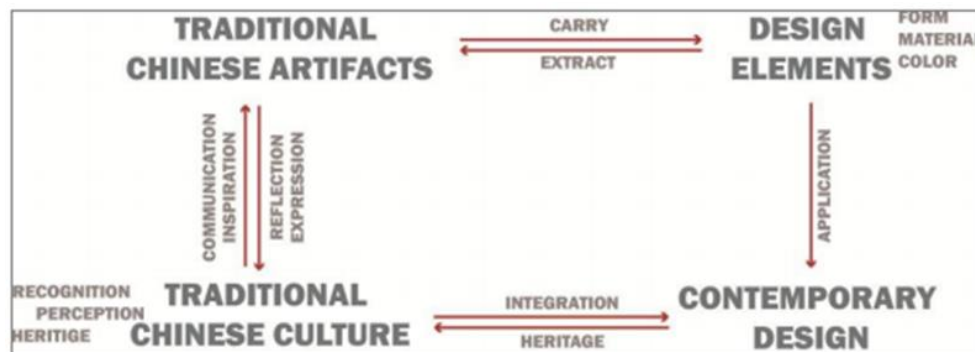 TRADITIONAL
CHINESE ARTIFACTS
CARRY
EXTRACT
DESIGN
ELEMENTS
FORM
MATERIAL
COLOR
COMMUNICATION
INSPIRATION
REFLECTION
EXPRESSION
APPLICATION
RECOGNITION
PERCEPTION
HERITIGE
TRADITIONAL
CHINESE CULTURE
INTEGRATION
HERITAGE
CONTEMPORARY
DESIGN